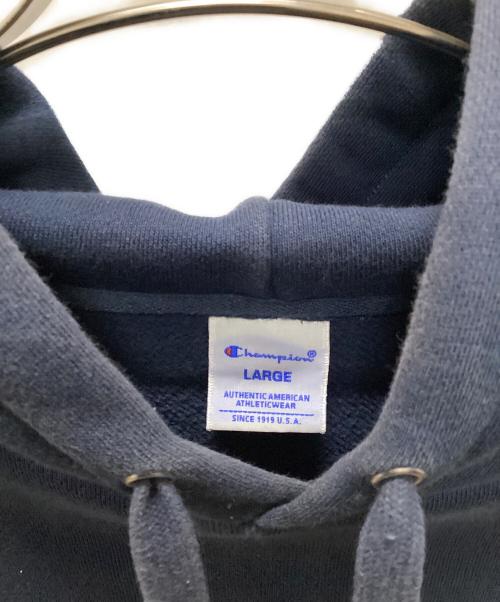 Champion®
LARGE
AUTHENTIC AMERICAN
ATHLETICWEAR
SINCE 1919 U.S.A.